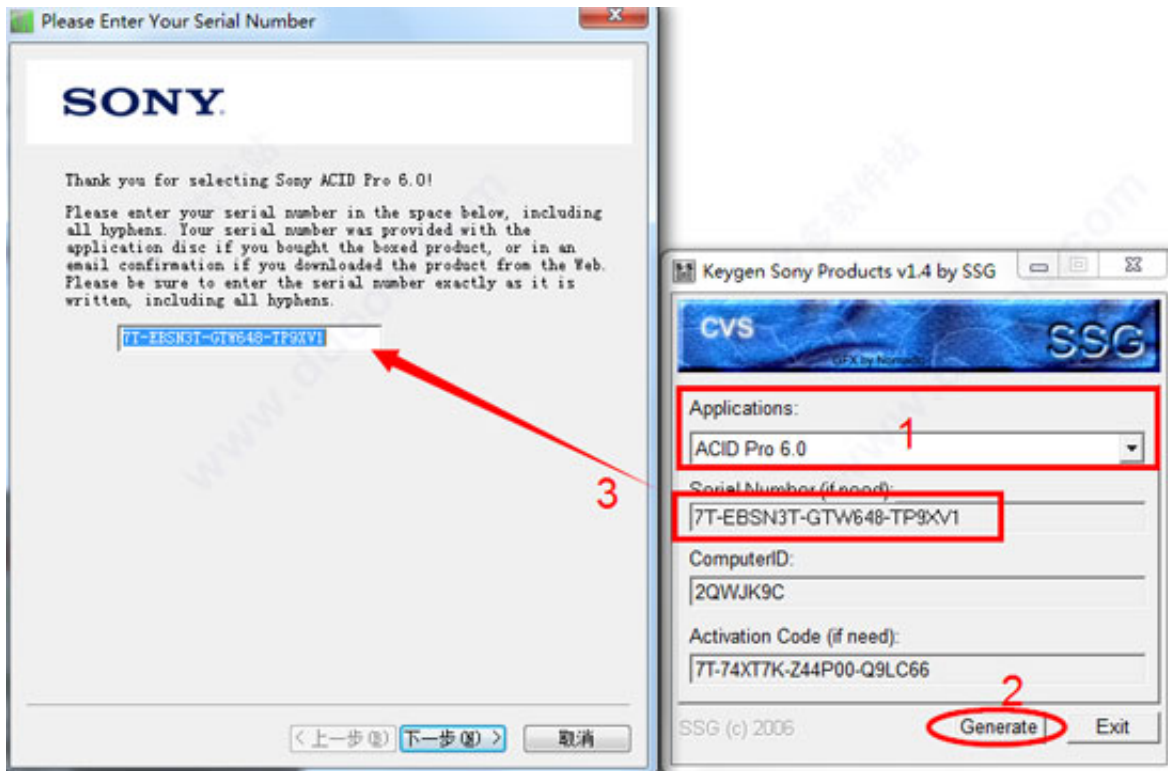 Please Enter Your Serial Number
SONY
Thank you for selecting Sony ACID Pro 6.0!
Please enter your serial number in the space below, including
all hyphens. Your serial number was provided with the
application disc if you bought the boxed product, or in an
email confirmation if you downloaded the product from the Web.
Please be sure to enter the serial number exactly as it is
written, including all hyphens.
7T-EBSN3T-GTW648-TP9XV1
3
<上一步(B)
下一步(N) >
取消
Keygen Sony Products v1.4 by SSG
CVS
SSG
GFX by Nomado
Applications:
1
ACID Pro 6.0
Serial Number (if need):
7T-EBSN3T-GTW648-TP9XV1
ComputerID:
2QWJK9C
Activation Code (if need):
7T-74XT7K-Z44P00-Q9LC66
2
SSG (c) 2006
Generate
Exit